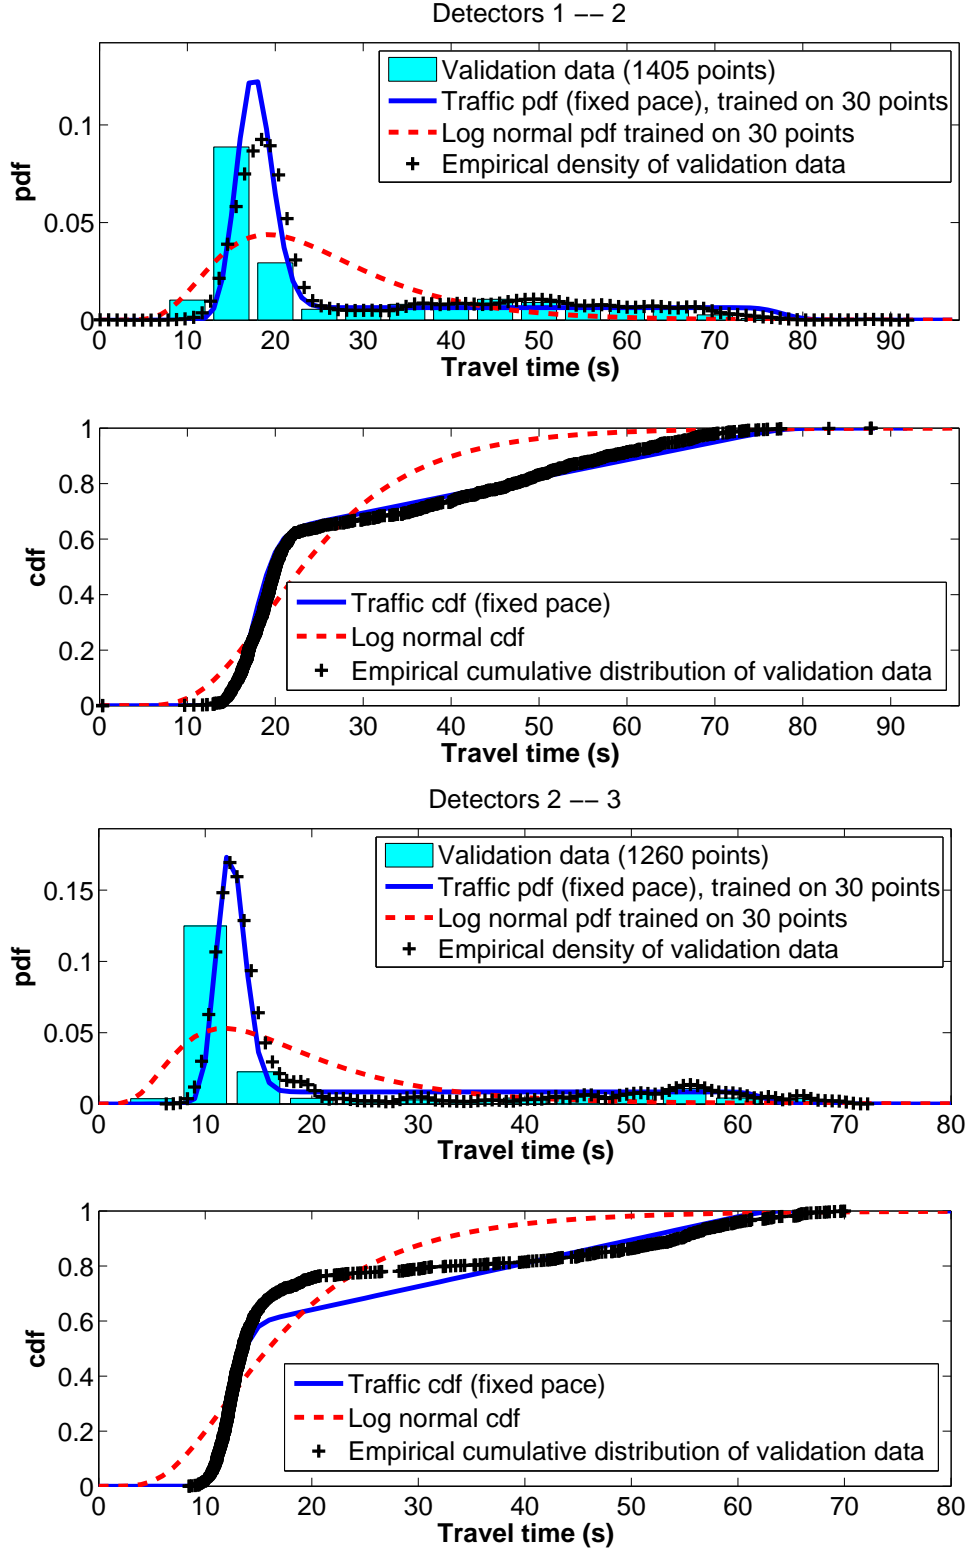 Detectors 1 −− 2
Validation data (1405 points)
Traffic pdf (fixed pace), trained on 30 points
Log normal pdf trained on 30 points
Empirical density of validation data
pdf
0.1
0.05
0
0 10 20 30 40 50 60 70 80 90
Travel time (s)
cdf
1
0.8
0.6
0.4
0.2
0
Traffic cdf (fixed pace)
Log normal cdf
Empirical cumulative distribution of validation data
0 10 20 30 40 50 60 70 80 90
Travel time (s)
Detectors 2 −− 3
Validation data (1260 points)
Traffic pdf (fixed pace), trained on 30 points
Log normal pdf trained on 30 points
Empirical density of validation data
pdf
0.15
0.1
0.05
0
0 10 20 30 40 50 60 70 80
Travel time (s)
cdf
1
0.8
0.6
0.4
0.2
0
Traffic cdf (fixed pace)
Log normal cdf
Empirical cumulative distribution of validation data
0 10 20 30 40 50 60 70 80
Travel time (s)